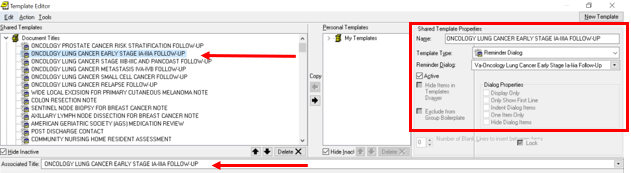 Template Editor
Edit Action Tools
New Template
Shared Templates
Document Titles
ONCOLOGY PROSTATE CANCER RISK STRATIFICATION FOLLOW-UP
ONCOLOGY LUNG CANCER EARLY STAGE IA-IIIA FOLLOW-UP
ONCOLOGY LUNG CANCER STAGE IIIB-IIIC AND PANCOAST FOLLOW-UP
ONCOLOGY LUNG CANCER METASTASIS IVA-IVB FOLLOW-UP
ONCOLOGY LUNG CANCER SMALL CELL CANCER FOLLOW-UP
ONCOLOGY LUNG CANCER RELAPSE FOLLOW-UP
WIDE LOCAL EXCISION FOR PRIMARY CUTANEOUS MELANOMA NOTE
COLON RESECTION NOTE
SENTINEL NODE BIOPSY FOR BREAST CANCER NOTE
AXILLARY LYMPH NODE DISSECTION FOR BREAST CANCER NOTE
AMERICAN GERIATRIC SOCIETY (AGS) MEDICATION REVIEW
POST DISCHARGE CONTACT
COMMUNITY NURSING HOME RESIDENT ASSESSMENT
Hide Inactive
Delete
Copy
Personal Templates
My Templates
Hide Inacti
Delete
Shared Template Properties
Name: ONCOLOGY LUNG CANCER EARLY STAGE IA-IIIA FOLLOW-UP
Template Type: Reminder Dialog
Reminder Dialog: Va-Oncology Lung Cancer Early Stage Ia-Iiia Follow-Up
Active
Hide Items in Templates Drawer
Exclude from Group Boilerplate
Dialog Properties
Display Only
Only Show First Line
Indent Dialog Items
One Item Only
Hide Dialog Items
0 Number of Blank Lines to insert between items
Lock
Associated Title: ONCOLOGY LUNG CANCER EARLY STAGE IA-IIIA FOLLOW-UP